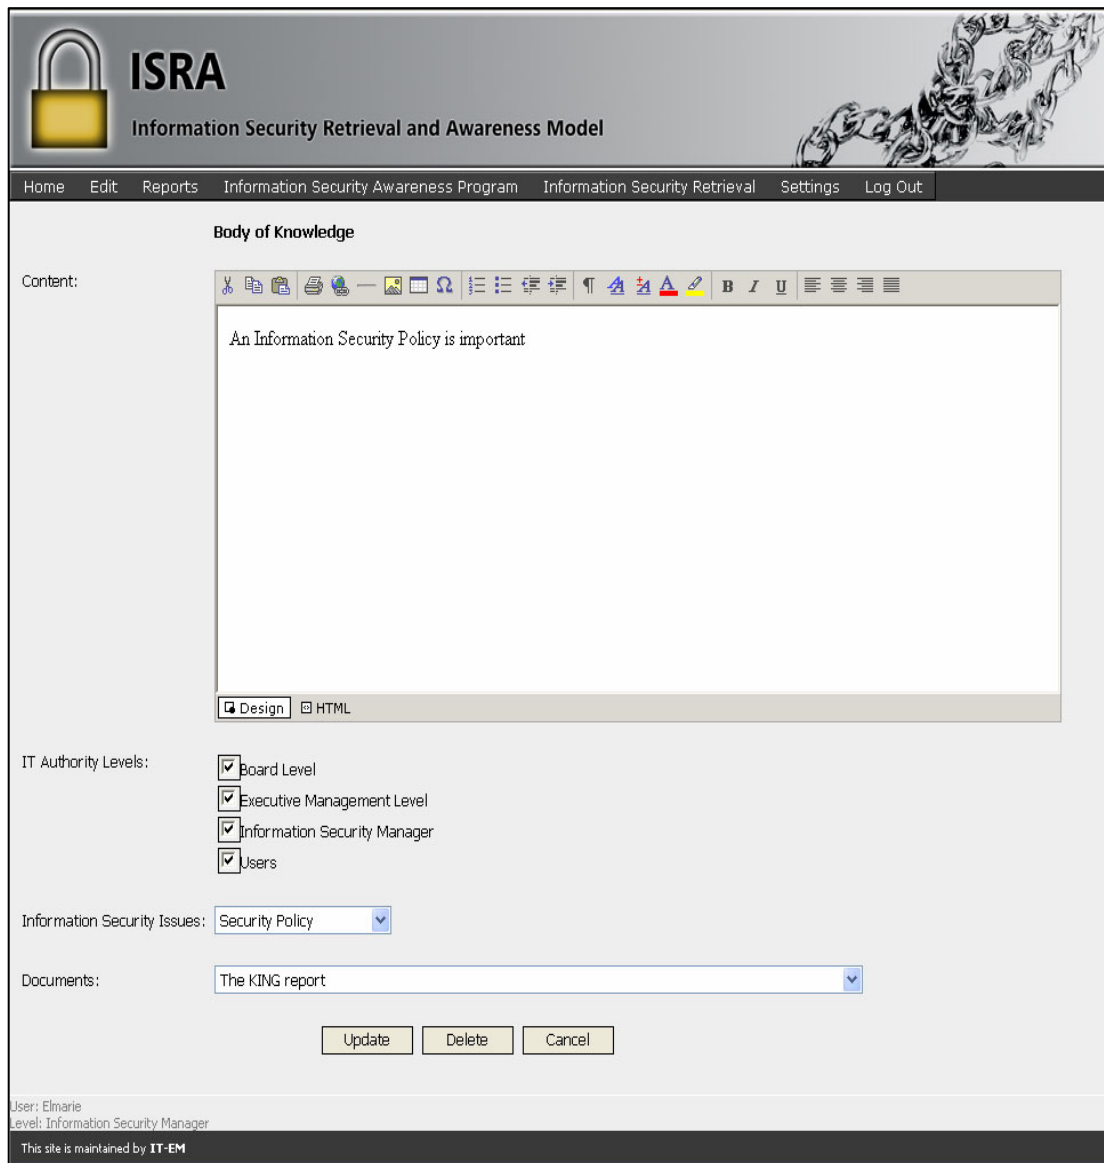 ISRA
Information Security Retrieval and Awareness Model
Home Edit Reports Information Security Awareness Program Information Security Retrieval Settings Log Out
Body of Knowledge
Content:
B I U
An Information Security Policy is important
Design HTML
IT Authority Levels:
Board Level
Executive Management Level
Information Security Manager
Users
Information Security Issues: Security Policy
Documents: The KING report
Update Delete Cancel
User: Elmarie
Level: Information Security Manager
This site is maintained by IT-EM